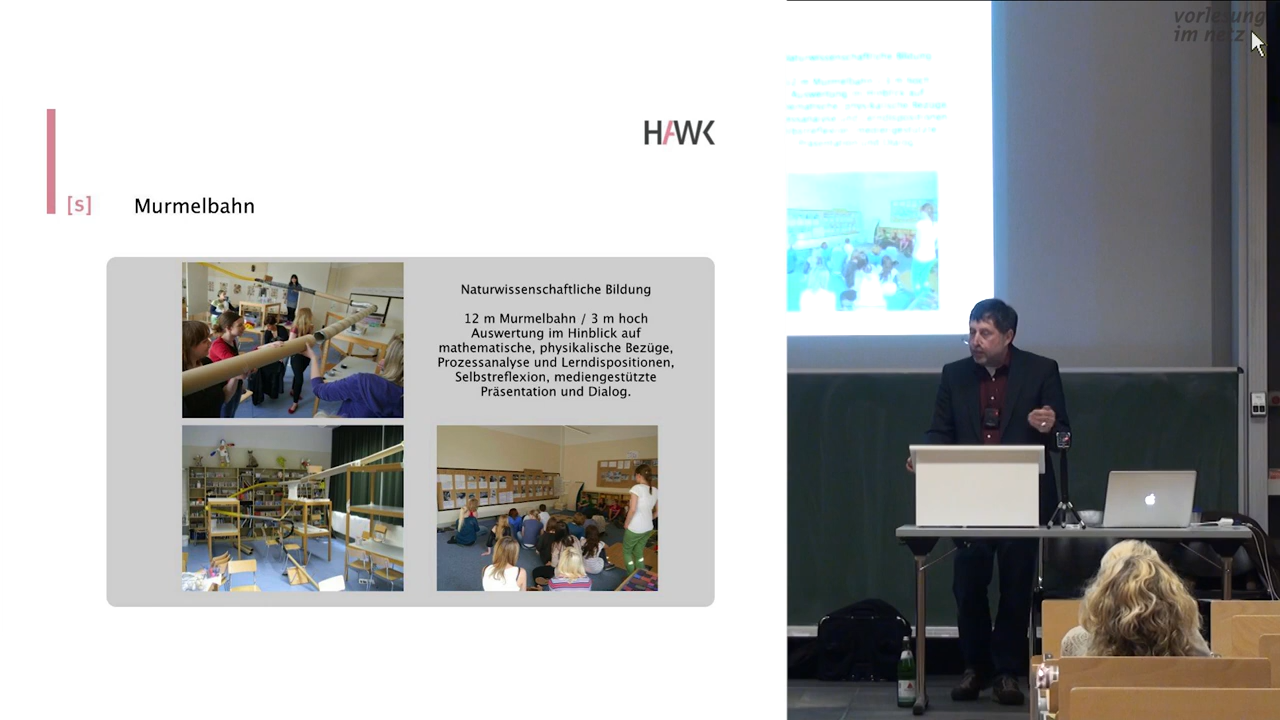 vorlesung
im netz
HAWK
[s]
Murmelbahn
Naturwissenschaftliche Bildung
12 m Murmelbahn / 3 m hoch
Auswertung im Hinblick auf
mathematische, physikalische Bezüge,
Prozessanalyse und Lerndispositionen,
Selbstreflexion, mediengestützte
Präsentation und Dialog.